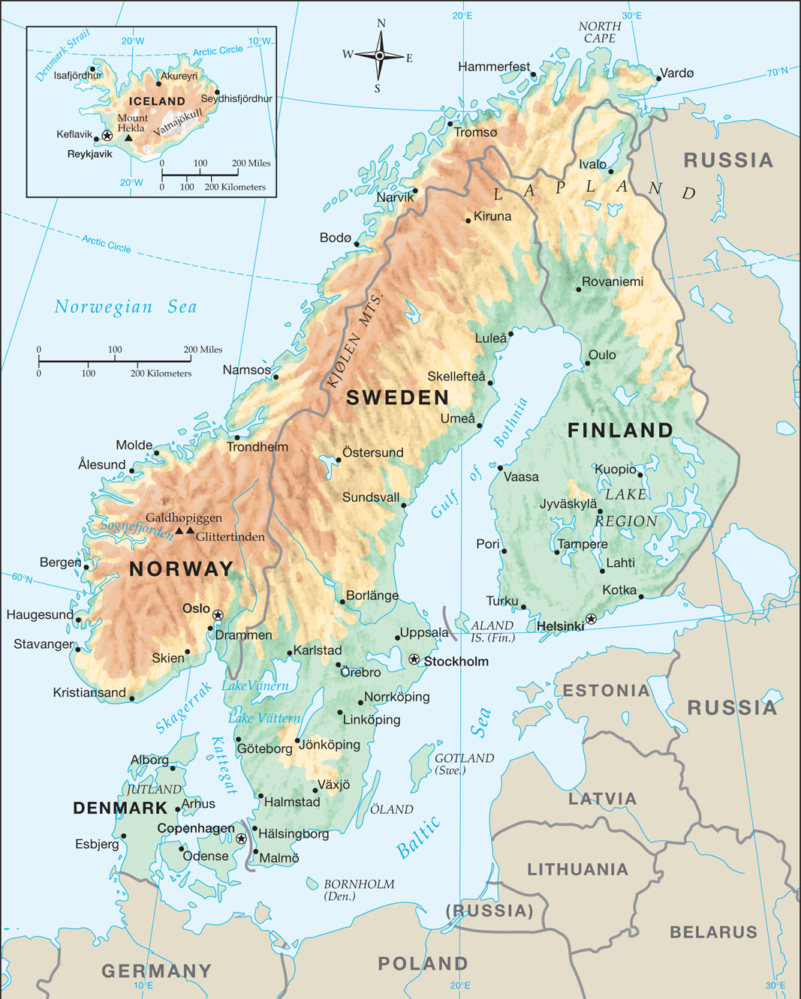 20°E
30°E
NORTH
CAPE
N
W
E
S
70°N
Hammerfest
Vardø
Denmark Strait
20°W
10°W
Arctic Circle
Isafjördhur
Akureyri
ICELAND
Seydhisfjördhur
Mount
Hekla
Vatnajökull
Keflavik
Reykjavik
0 100 200 Miles
0 100 200 Kilometers
20°W
Tromsø
RUSSIA
Ivalo
LAPLAND
Narvik
Kiruna
Bodø
Arctic Circle
Rovaniemi
Norwegian Sea
KJØLEN MTS.
Luleå
0 100 200 Miles
0 100 200 Kilometers
Oulo
Namsos
Skellefteå
SWEDEN
Umeå
Gulf of Bothnia
FINLAND
Molde
Trondheim
Östersund
Ålesund
Vaasa
Kuopio
LAKE
REGION
Sundsvall
Jyväskylä
Galdhøpiggen
Sognefjorden
Glittertinden
Pori
Tampere
Bergen
NORWAY
Lahti
60°N
Borlänge
Kotka
Oslo
Turku
Haugesund
Helsinki
ALAND
IS. (Fin.)
Drammen
Uppsala
Stavanger
Karlstad
Skien
Stockholm
Örebro
Lake Vänern
ESTONIA
Kristiansand
Skagerrak
Norrköping
RUSSIA
Lake Vättern
Linköping
Baltic Sea
Kattegat
Göteborg
Jönköping
Alborg
GOTLAND
(Swe.)
JUTLAND
Växjö
LATVIA
DENMARK
Arhus
Halmstad
ÖLAND
Copenhagen
Hälsingborg
Esbjerg
Odense
Malmö
LITHUANIA
BORNHOLM
(Den.)
(RUSSIA)
BELARUS
GERMANY
POLAND
10°E
20°E
30°E